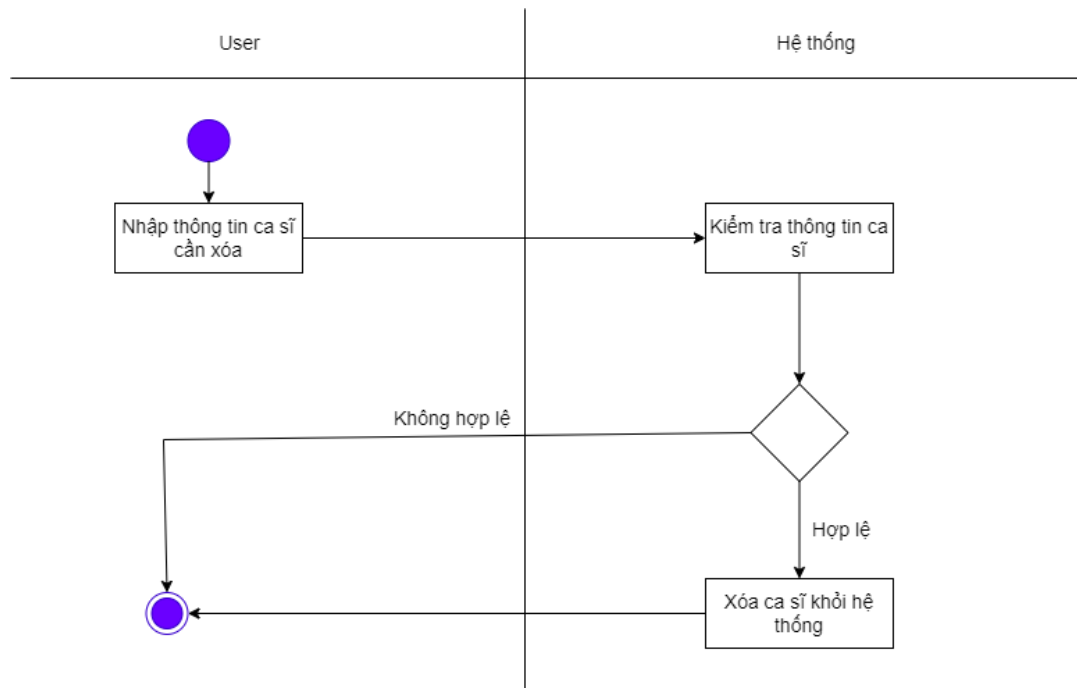 User
Hệ thống
Nhập thông tin ca sĩ
cần xóa
Kiểm tra thông tin ca
sĩ
Không hợp lệ
Hợp lệ
Xóa ca sĩ khỏi hệ
thống